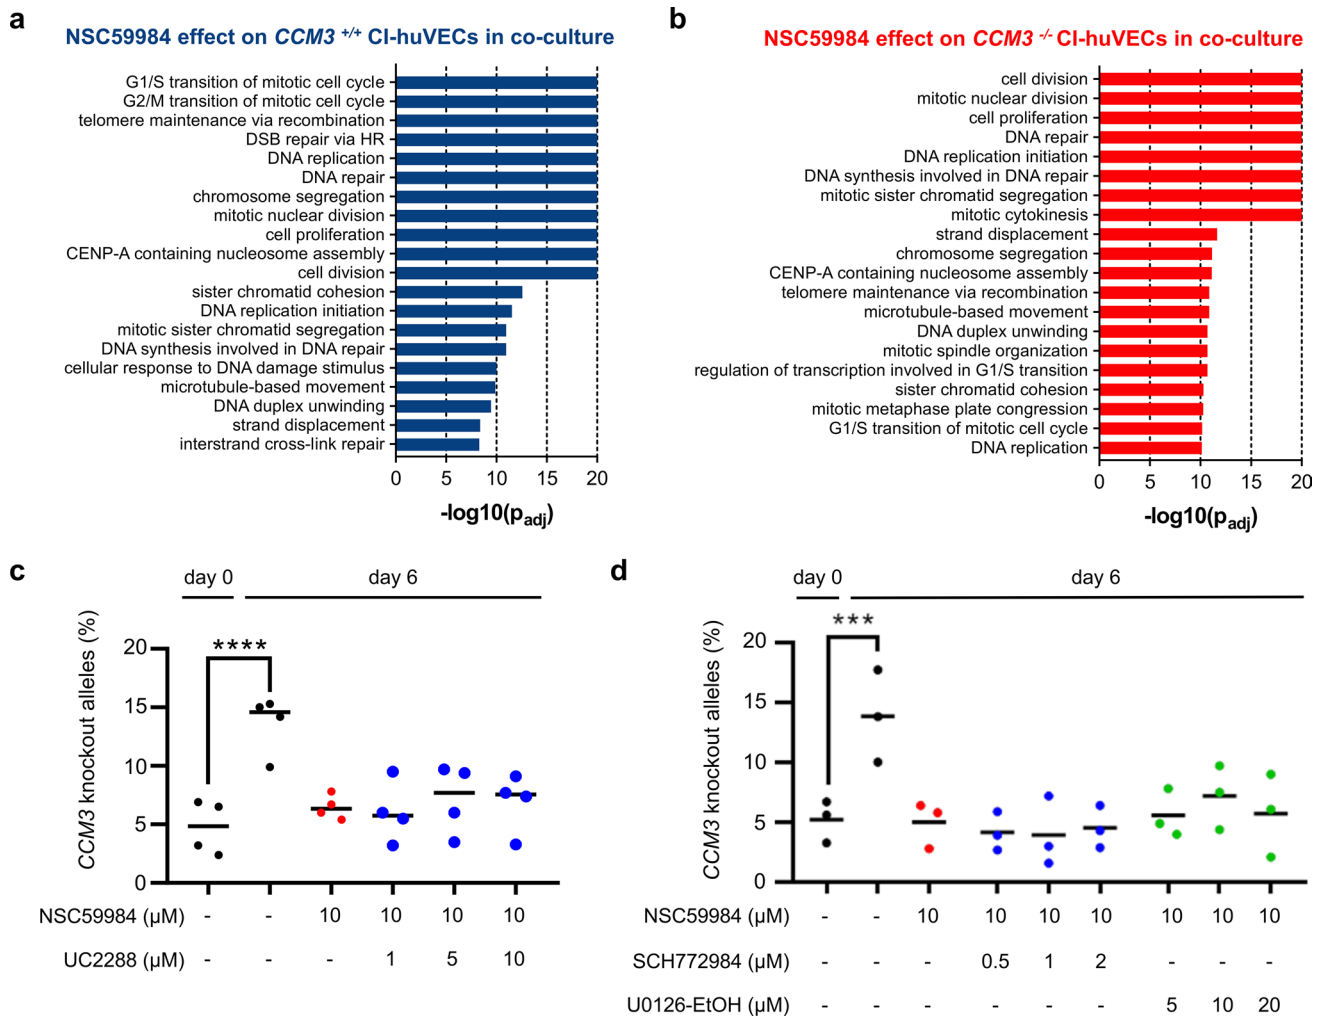 a
NSC59984 effect on CCM3 +/+ CI-huVECs in co-culture
G1/S transition of mitotic cell cycle
G2/M transition of mitotic cell cycle
telomere maintenance via recombination
DSB repair via HR
DNA replication
DNA repair
chromosome segregation
mitotic nuclear division
cell proliferation
CENP-A containing nucleosome assembly
cell division
sister chromatid cohesion
DNA replication initiation
mitotic sister chromatid segregation
DNA synthesis involved in DNA repair
cellular response to DNA damage stimulus
microtubule-based movement
DNA duplex unwinding
strand displacement
interstrand cross-link repair
0 5 10 15 20
-log10(padj)
b
NSC59984 effect on CCM3 -/- CI-huVECs in co-culture
cell division
mitotic nuclear division
cell proliferation
DNA repair
DNA replication initiation
DNA synthesis involved in DNA repair
mitotic sister chromatid segregation
mitotic cytokinesis
strand displacement
chromosome segregation
CENP-A containing nucleosome assembly
telomere maintenance via recombination
microtubule-based movement
DNA duplex unwinding
mitotic spindle organization
regulation of transcription involved in G1/S transition
sister chromatid cohesion
mitotic metaphase plate congression
G1/S transition of mitotic cell cycle
DNA replication
0 5 10 15 20
-log10(padj)
c
day 0 day 6
CCM3 knockout alleles (%)
20
15
10
5
0
****
NSC59984 (µM) - - 10 10 10 10
UC2288 (µM) - - - 1 5 10
d
day 0 day 6
CCM3 knockout alleles (%)
20
15
10
5
0
***
NSC59984 (µM) - - 10 10 10 10 10 10 10
SCH772984 (µM) - - - 0.5 1 2 - - -
U0126-EtOH (µM) - - - - - - 5 10 20